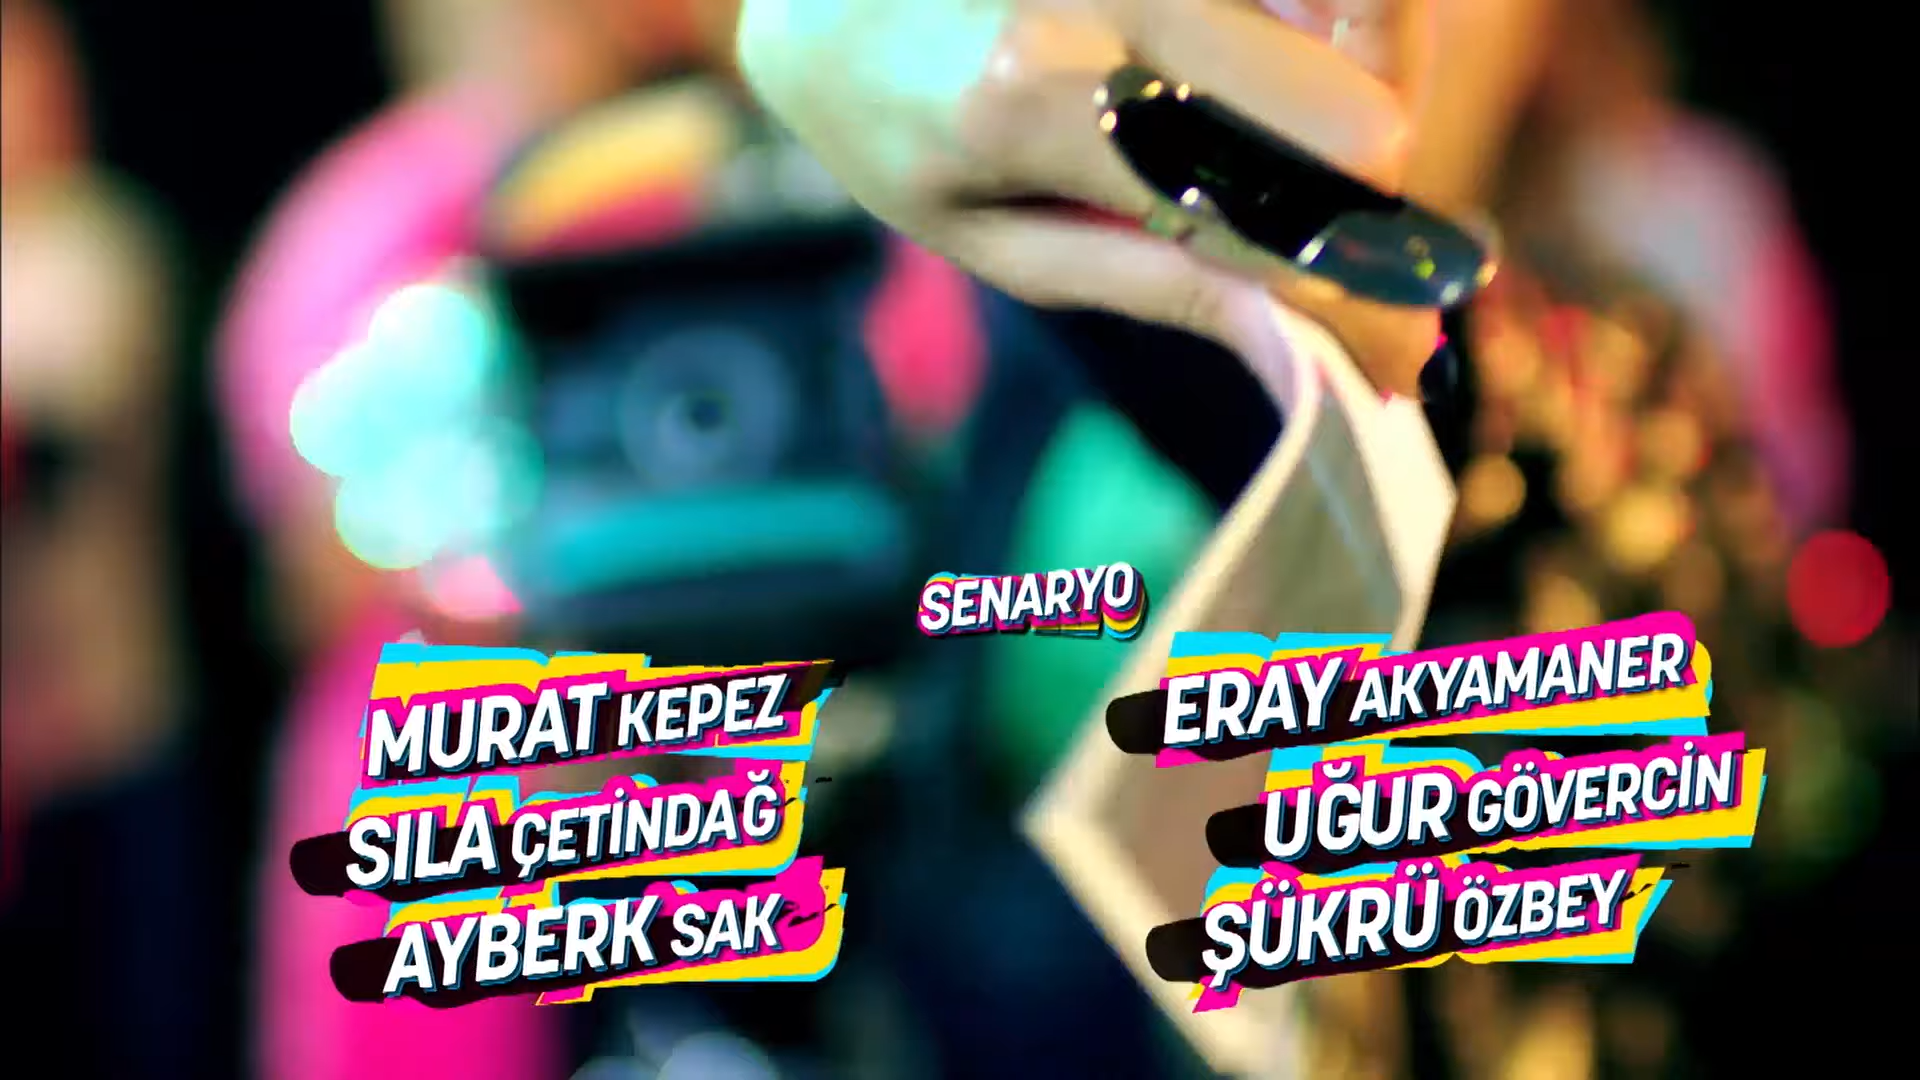 SENARYO
MURAT KEPEZ
SILA ÇETİNDAĞ
AYBERK SAK
ERAY AKYAMANER
UĞUR GÖVERCİN
ŞÜKRÜ ÖZBEY